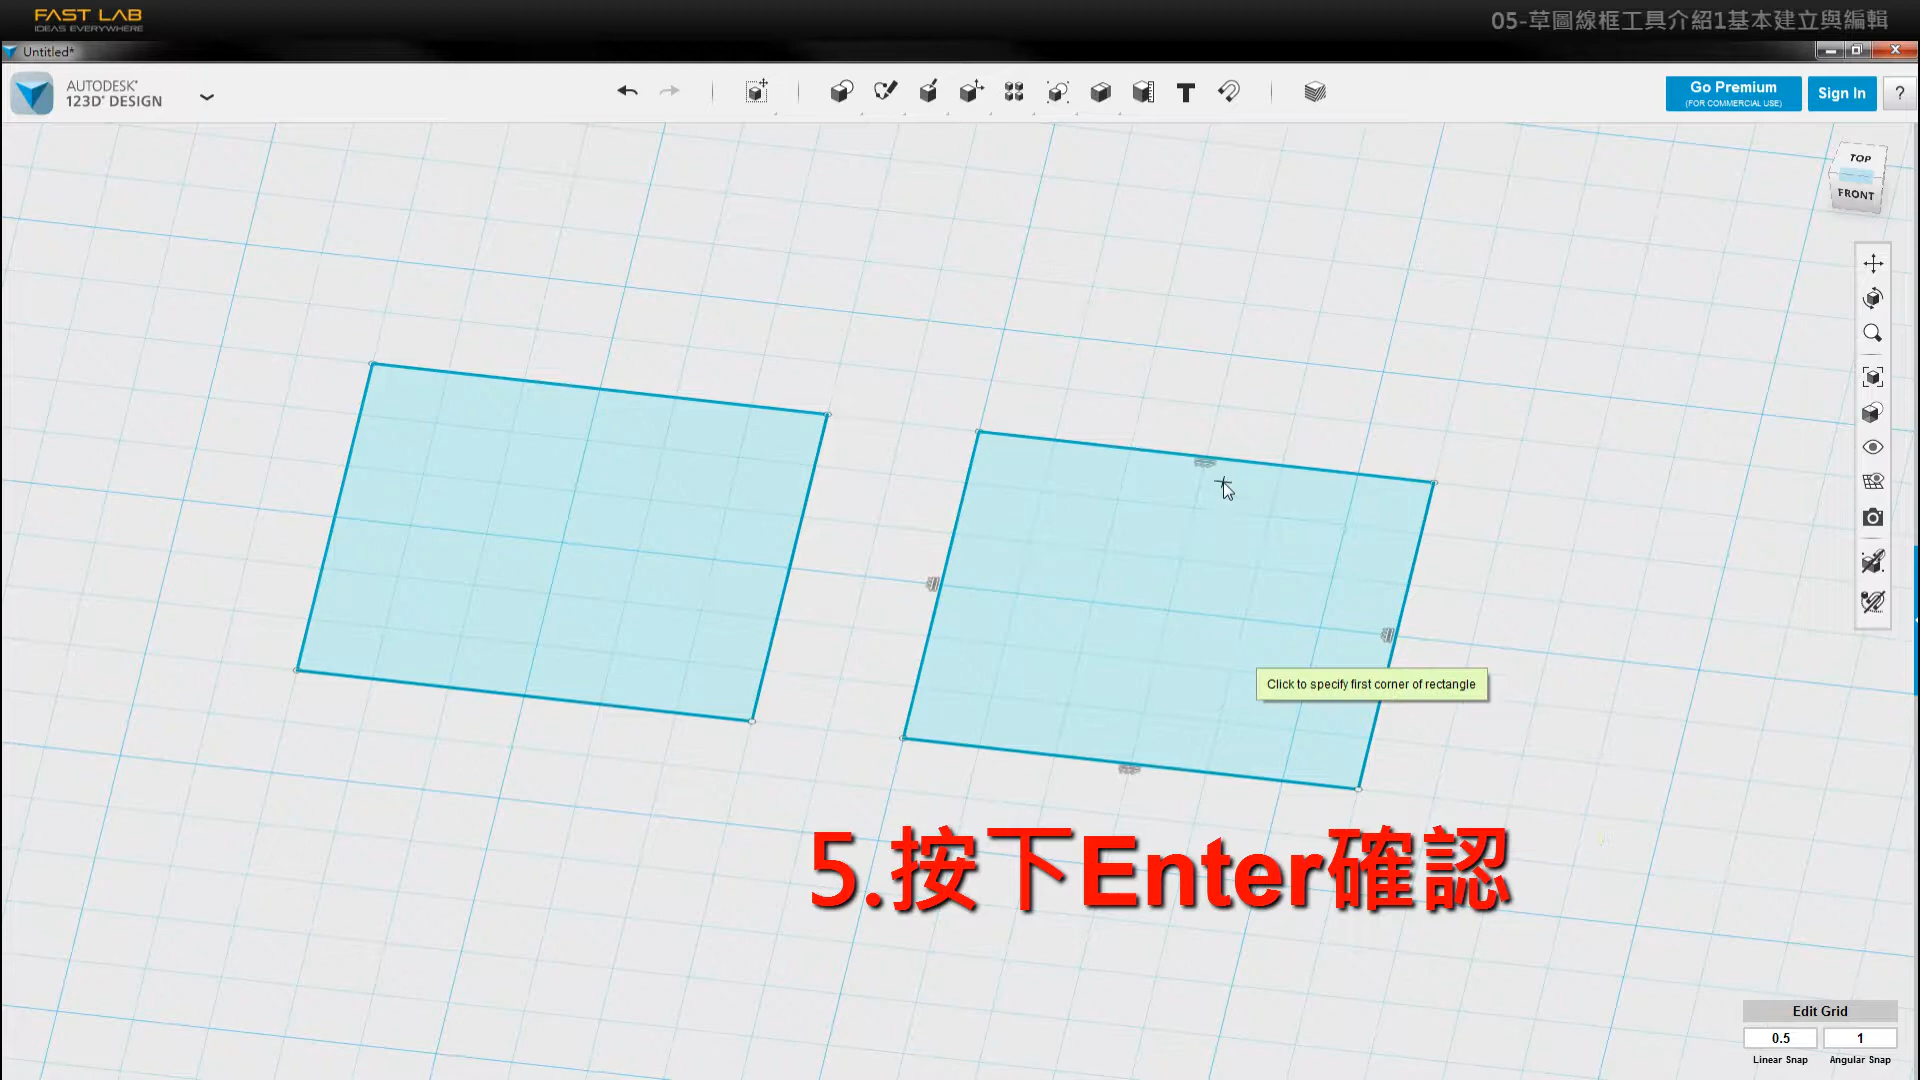 FAST LAB
IDEAS EVERYWHERE
05-草圖線框工具介紹1基本建立與編輯
Untitled*
AUTODESK®
123D® DESIGN
Go Premium
(FOR COMMERCIAL USE)
Sign In
?
TOP
FRONT
Click to specify first corner of rectangle
5.按下Enter確認
Edit Grid
0.5
1
Linear Snap
Angular Snap